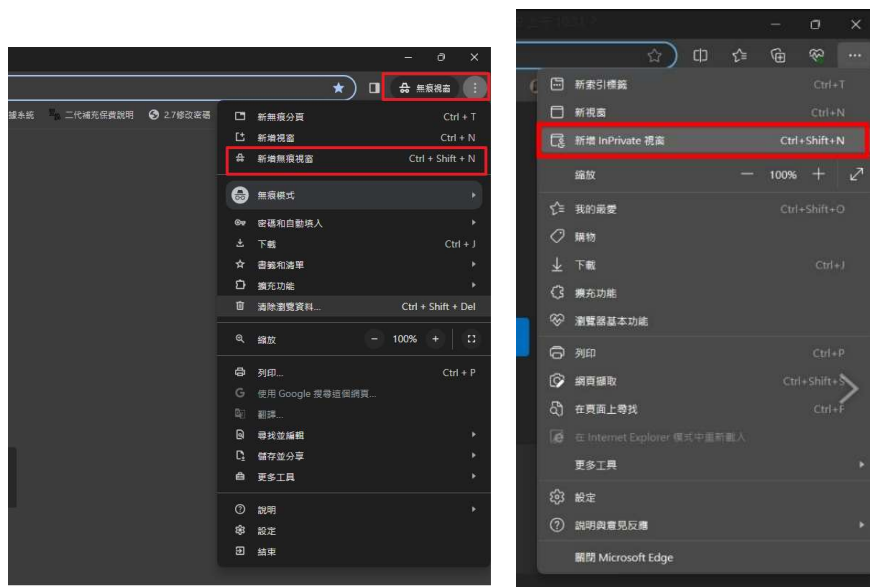 無痕視窗
據系統 二代補充保費說明 2.7修改密碼
新無痕分頁 Ctrl + T
新增視窗 Ctrl + N
新增無痕視窗 Ctrl + Shift + N
無痕模式
密碼和自動填入
下載 Ctrl + J
書籤和清單
擴充功能
清除瀏覽資料... Ctrl + Shift + Del
縮放 − 100% +
列印... Ctrl + P
使用 Google 搜尋這個網頁...
翻譯...
尋找並編輯
儲存並分享
更多工具
說明
設定
結束
新索引標籤 Ctrl+T
新視窗 Ctrl+N
新增 InPrivate 視窗 Ctrl+Shift+N
縮放 − 100% +
我的最愛 Ctrl+Shift+O
購物
下載 Ctrl+J
擴充功能
瀏覽器基本功能
列印 Ctrl+P
網頁擷取 Ctrl+Shift+S
在頁面上尋找 Ctrl+F
在 Internet Explorer 模式中重新載入
更多工具
設定
說明與意見反應
關閉 Microsoft Edge